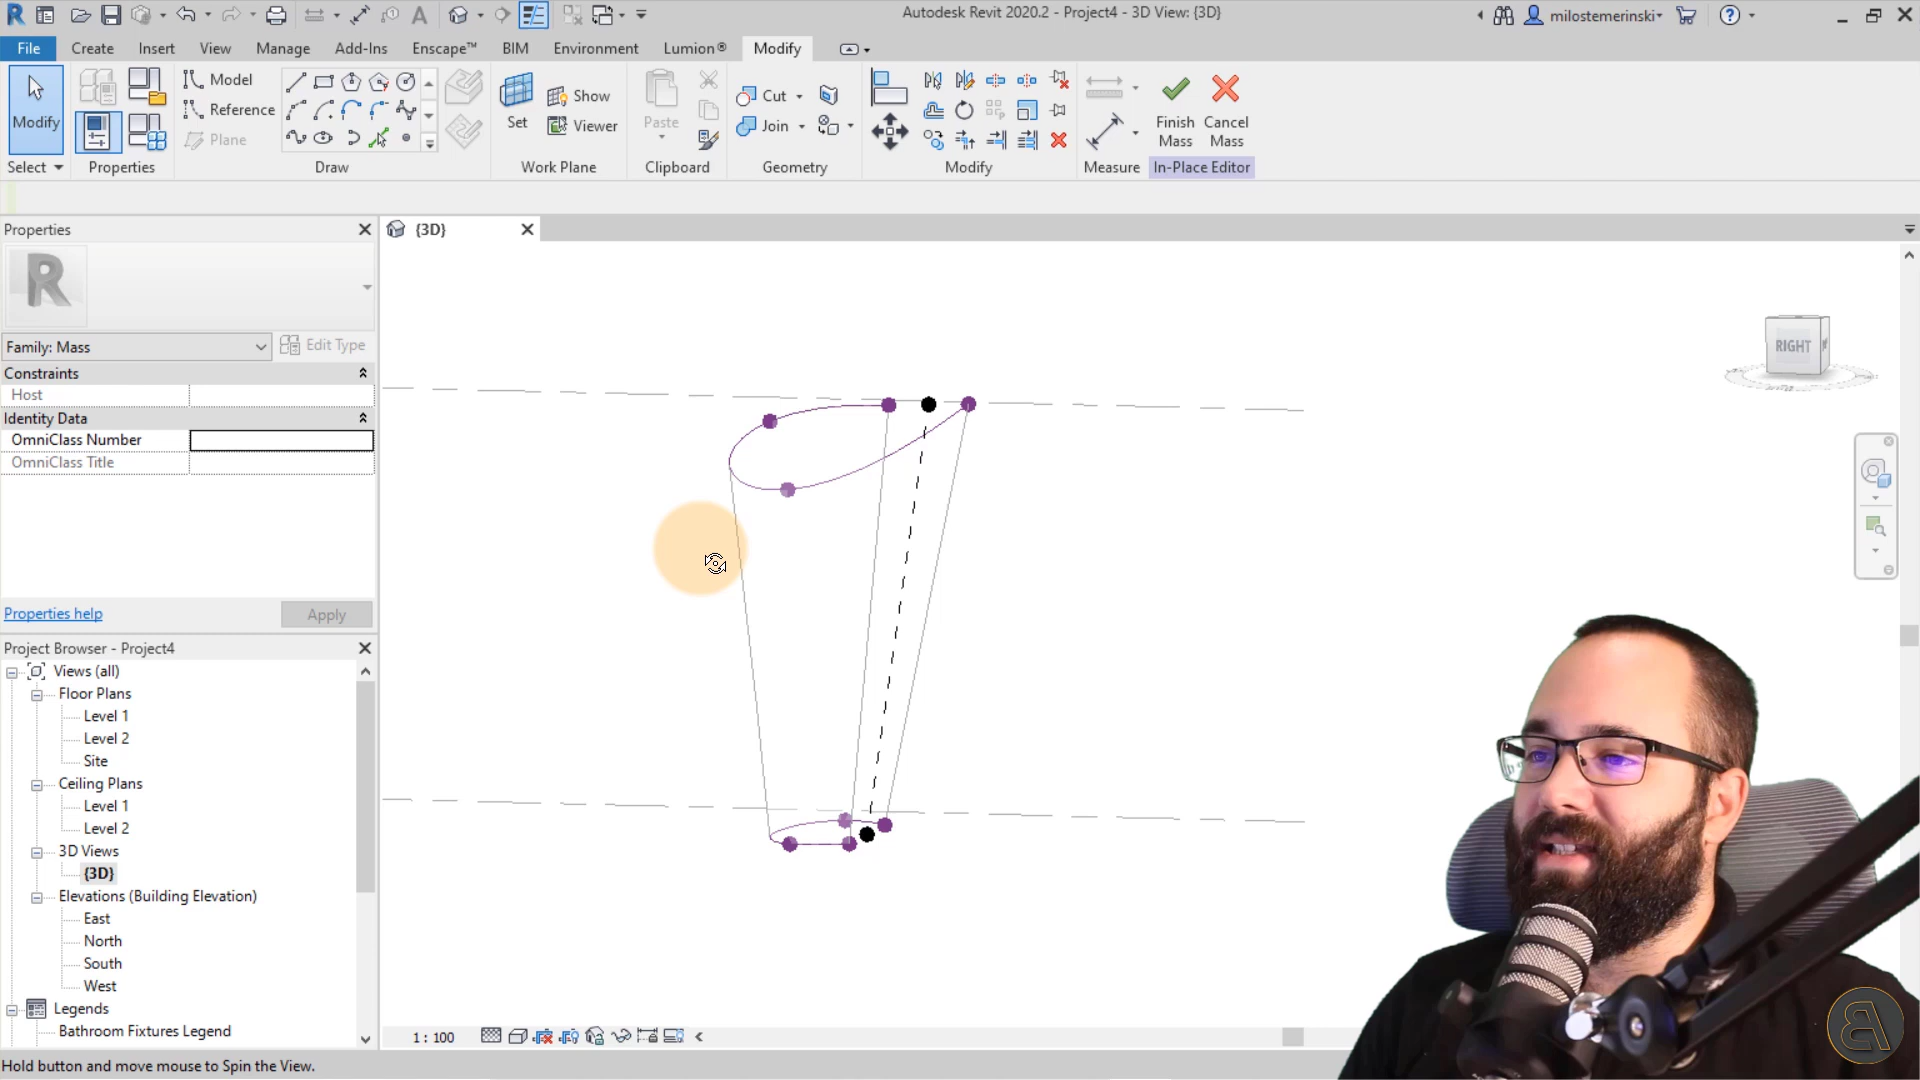 Autodesk Revit 2020.2 - Project4 - 3D View: {3D}
milostemerinski
File
Create
Insert
View
Manage
Add-Ins
Enscape™
BIM
Environment
Lumion®
Modify
Modify
Select
Properties
Model
Reference
Plane
Draw
Set
Show
Viewer
Work Plane
Paste
Clipboard
Cut
Join
Geometry
Modify
Measure
Finish
Mass
Cancel
Mass
In-Place Editor
Properties
R
Family: Mass
Edit Type
Constraints
Host
Identity Data
OmniClass Number
OmniClass Title
Properties help
Apply
Project Browser - Project4
Views (all)
Floor Plans
Level 1
Level 2
Site
Ceiling Plans
Level 1
Level 2
3D Views
{3D}
Elevations (Building Elevation)
East
North
South
West
Legends
Bathroom Fixtures Legend
{3D}
RIGHT
1 : 100
Hold button and move mouse to Spin the View.